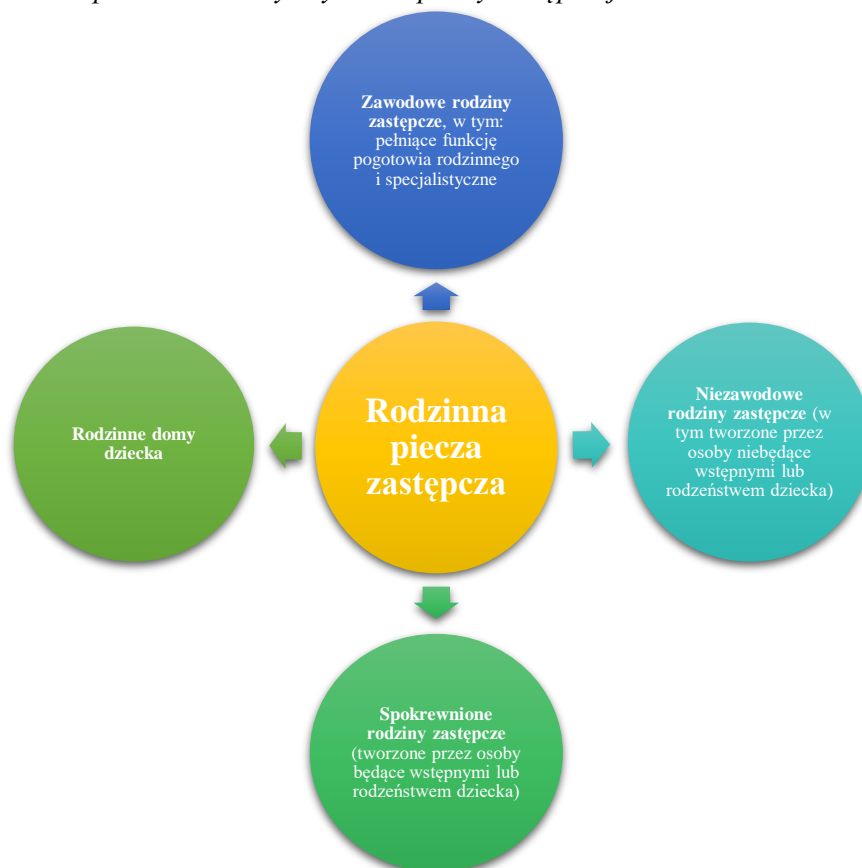 Zawodowe rodziny
zastępcze, w tym:
pełniące funkcję
pogotowia rodzinnego
i specjalistyczne
Rodzinne domy
dziecka
Rodzinna
piecza
zastępcza
Niezawodowe
rodziny zastępcze (w
tym tworzone przez
osoby niebędące
wstępnymi lub
rodzeństwem dziecka)
Spokrewnione
rodziny zastępcze
(tworzone przez osoby
będące wstępnymi lub
rodzeństwem dziecka)